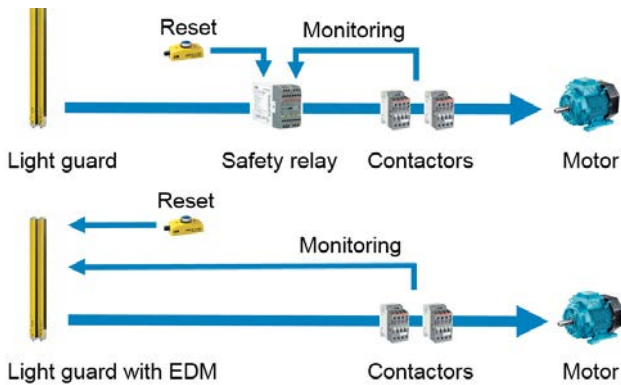 Reset
Monitoring
Light guard
Safety relay
Contactors
Motor
Reset
Monitoring
Light guard with EDM
Contactors
Motor